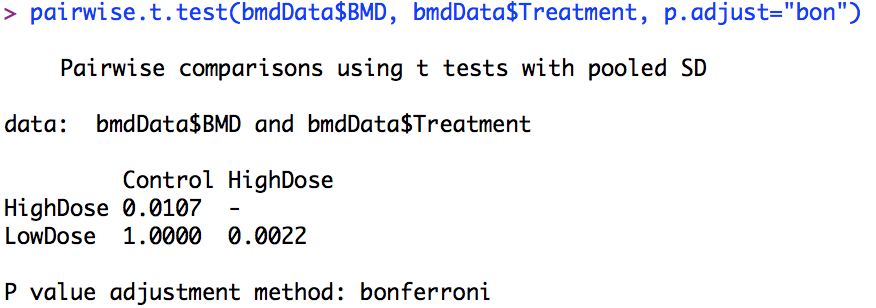 > pairwise.t.test(bmdData$BMD, bmdData$Treatment, p.adjust="bon")
Pairwise comparisons using t tests with pooled SD
data:  bmdData$BMD and bmdData$Treatment
Control HighDose
HighDose 0.0107  -
LowDose  1.0000  0.0022
P value adjustment method: bonferroni